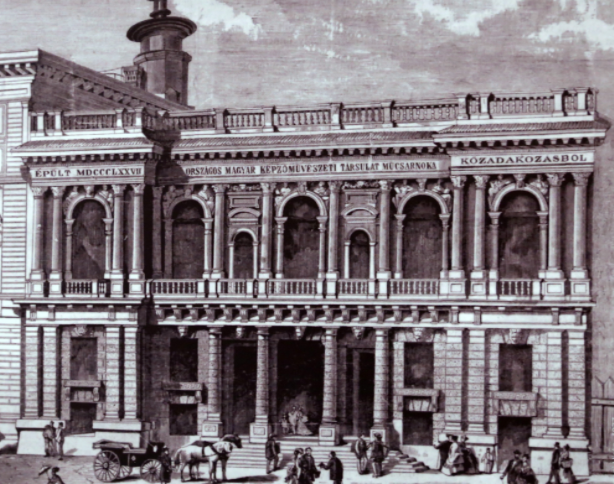 ÉPÜLT MDCCCLXXVII
ORSZÁGOS MAGYAR KÉPZŐMŰVÉSZETI TÁRSULAT MŰCSARNOKA
KÖZADAKOZÁSBÓL